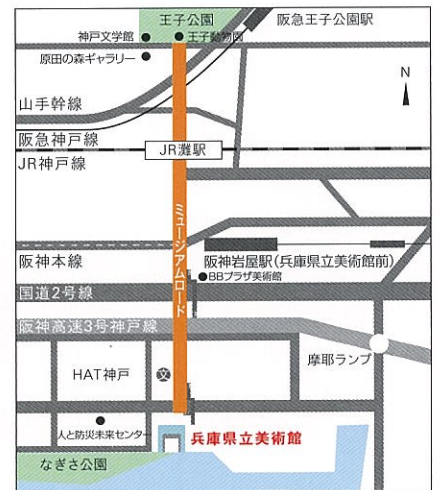 王子公園
阪急王子公園駅
神戸文学館
王子動物園
原田の森ギャラリー
N
山手幹線
阪急神戸線
JR灘駅
JR神戸線
ミュージアムロード
阪神本線
阪神岩屋駅(兵庫県立美術館前)
BBプラザ美術館
国道2号線
阪神高速3号神戸線
摩耶ランプ
HAT神戸
文
人と防災未来センター
兵庫県立美術館
なぎさ公園